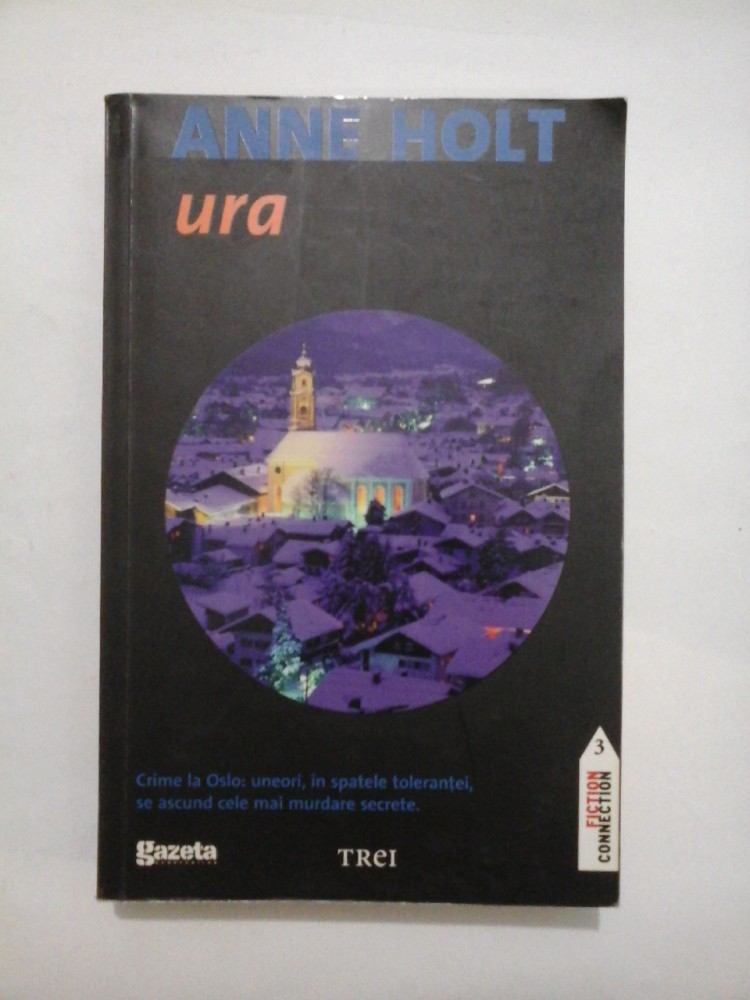 ANNE HOLT
ura
Crime la Oslo: uneori, în spatele toleranței,
se ascund cele mai murdare secrete.
gazeta
TREI
3
FICTION
CONNECTION